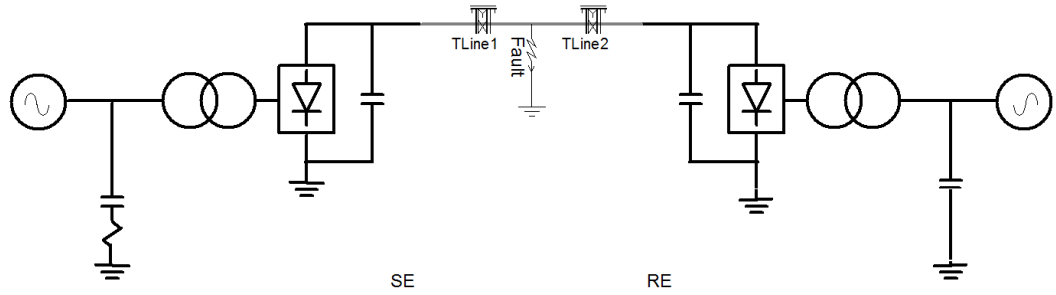 TLine1
Fault
TLine2
SE
RE